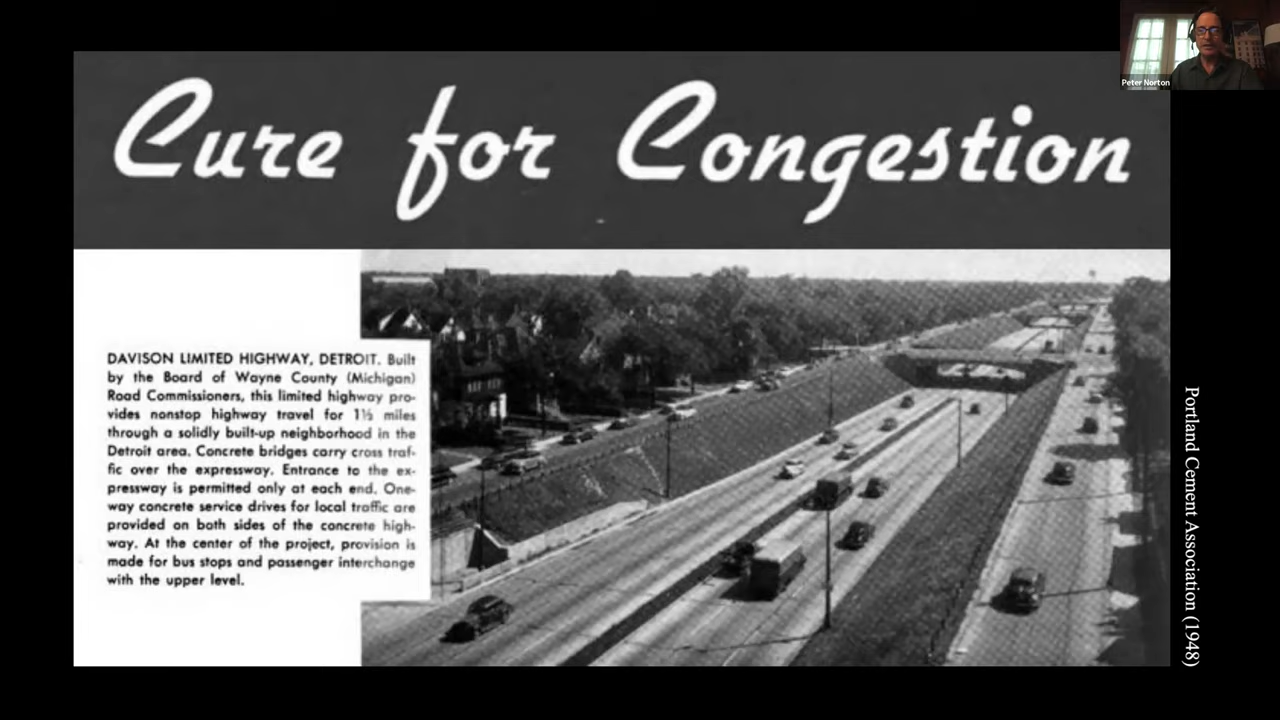 Peter Norton
Cure for Congestion
DAVISON LIMITED HIGHWAY, DETROIT. Built
by the Board of Wayne County (Michigan)
Road Commissioners, this limited highway pro-
vides nonstop highway travel for 1½ miles
through a solidly built-up neighborhood in the
Detroit area. Concrete bridges carry cross traf-
fic over the expressway. Entrance to the ex-
pressway is permitted only at each end. One-
way concrete service drives for local traffic are
provided on both sides of the concrete high-
way. At the center of the project, provision is
made for bus stops and passenger interchange
with the upper level.
Portland Cement Association (1948)